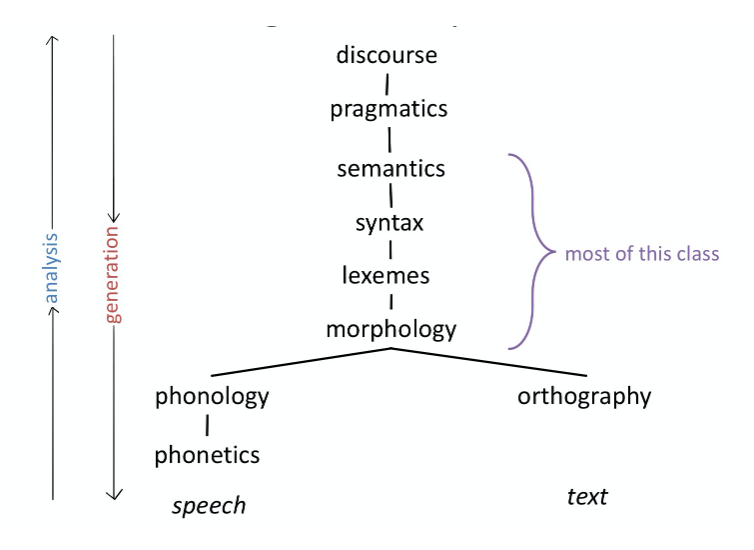 discourse
pragmatics
semantics
syntax
lexemes
morphology
most of this class
analysis
generation
phonology
orthography
phonetics
speech
text